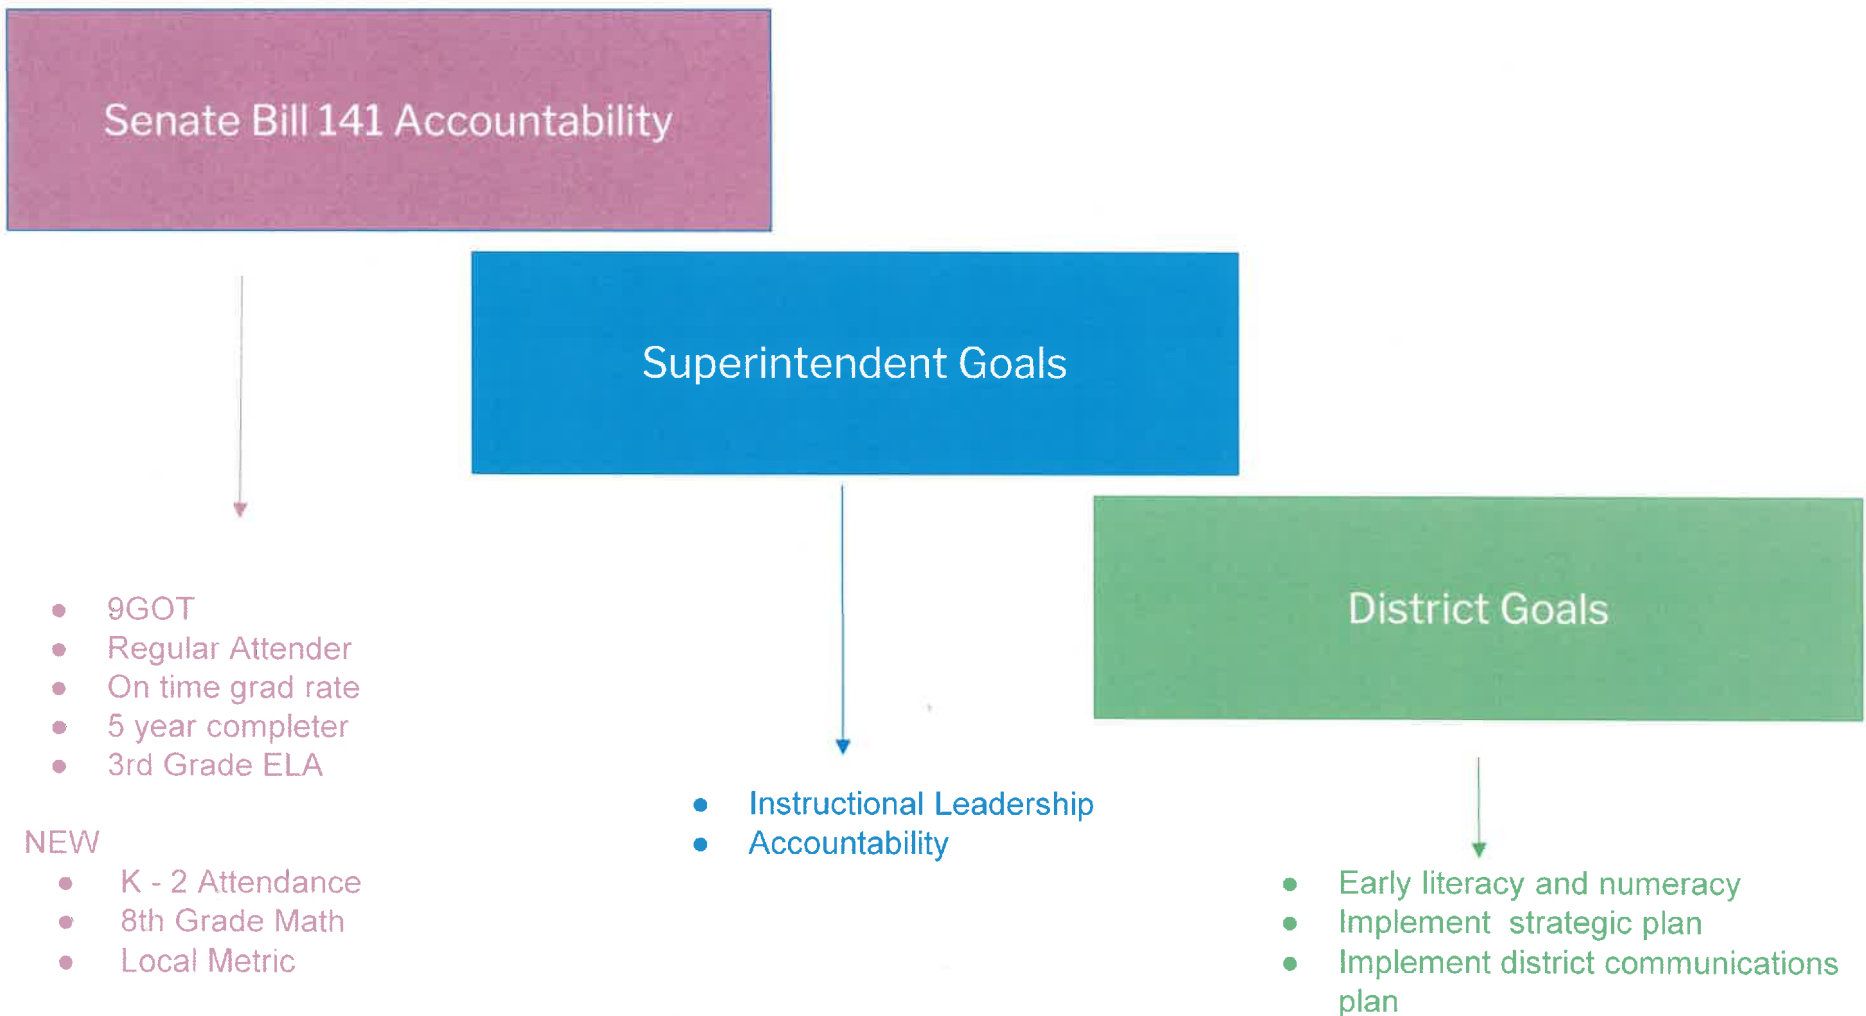 Senate Bill 141 Accountability
Superintendent Goals
District Goals
● 9GOT
● Regular Attender
● On time grad rate
● 5 year completer
● 3rd Grade ELA
NEW
● K - 2 Attendance
● 8th Grade Math
● Local Metric
● Instructional Leadership
● Accountability
● Early literacy and numeracy
● Implement strategic plan
● Implement district communications
plan